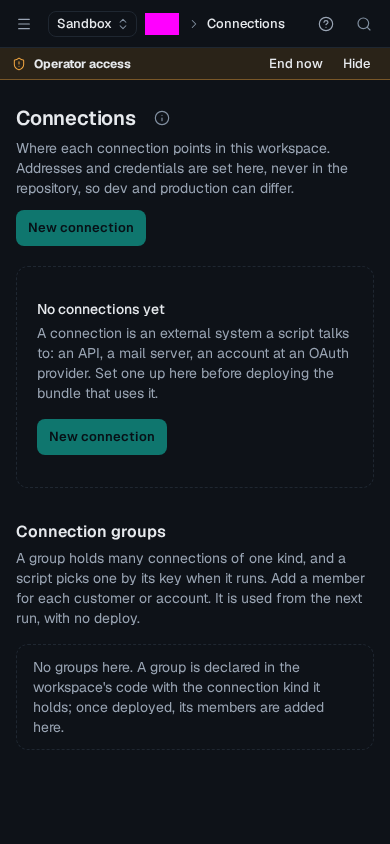 Sandbox
Connections
Operator access
End now
Hide
Connections
Where each connection points in this workspace.
Addresses and credentials are set here, never in the
repository, so dev and production can differ.
New connection
No connections yet
A connection is an external system a script talks
to: an API, a mail server, an account at an OAuth
provider. Set one up here before deploying the
bundle that uses it.
New connection
Connection groups
A group holds many connections of one kind, and a
script picks one by its key when it runs. Add a member
for each customer or account. It is used from the next
run, with no deploy.
No groups here. A group is declared in the
workspace's code with the connection kind it
holds; once deployed, its members are added
here.